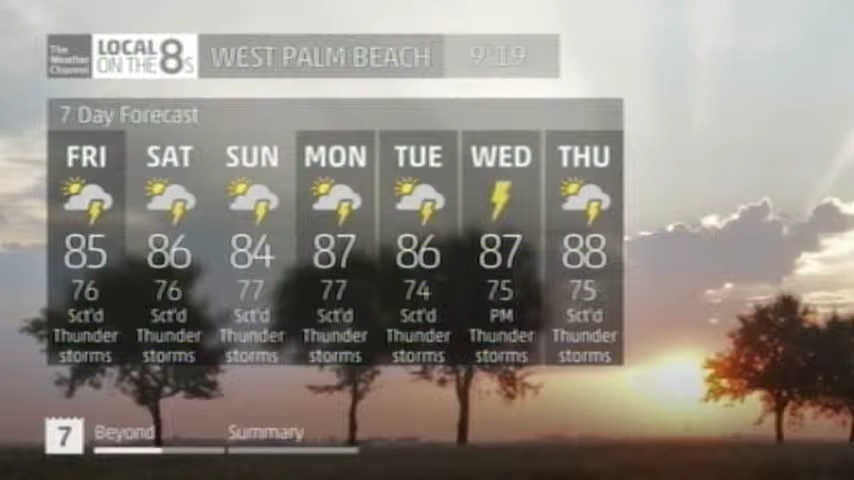 The Weather Channel LOCAL ON THE 8s WEST PALM BEACH 9:19
7 Day Forecast
FRI SAT SUN MON TUE WED THU
85 86 84 87 86 87 88
76 76 77 77 74 75 75
Sct'd Sct'd Sct'd Sct'd Sct'd PM Sct'd
Thunder Thunder Thunder Thunder Thunder Thunder Thunder
storms storms storms storms storms storms storms
7 Beyond Summary